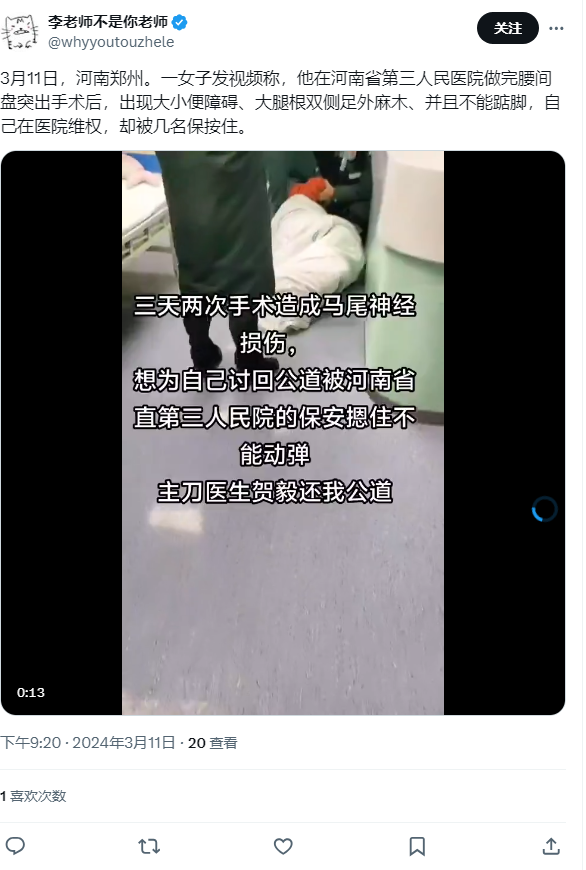 李老师不是你老师
@whyyoutouzhele
关注
3月11日，河南郑州。一女子发视频称，他在河南省第三人民医院做完腰间
盘突出手术后，出现大小便障碍、大腿根双侧足外麻木、并且不能踮脚，自
己在医院维权，却被几名保按住。
三天两次手术造成马尾神经
损伤，
想为自己讨回公道被河南省
直第三人民院的保安摁住不
能动弹
主刀医生贺毅还我公道
0:13
下午9:20 · 2024年3月11日 · 20 查看
1 喜欢次数